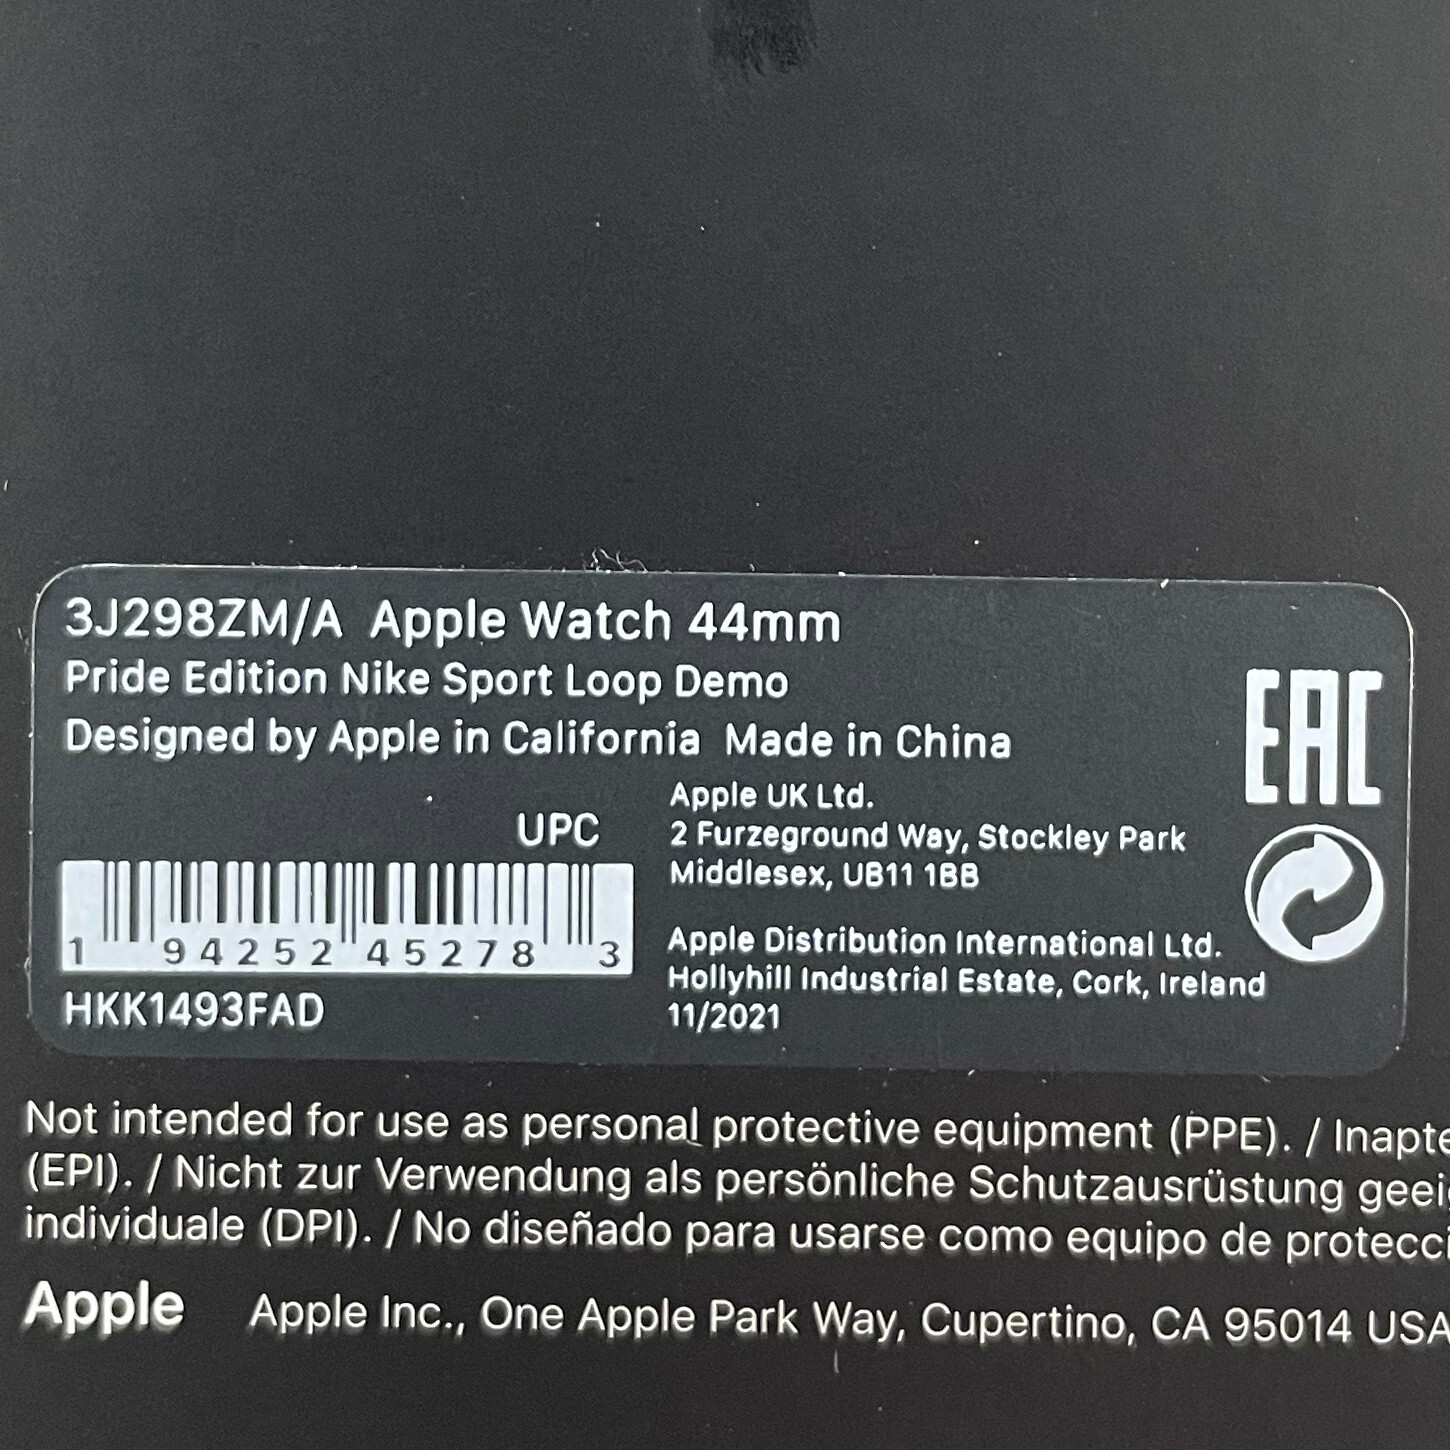 3J298ZM/A Apple Watch 44mm
Pride Edition Nike Sport Loop Demo
Designed by Apple in California Made in China
UPC
1 94252 45278 3
HKK1493FAD
Apple UK Ltd.
2 Furzeground Way, Stockley Park
Middlesex, UB11 1BB
Apple Distribution International Ltd.
Hollyhill Industrial Estate, Cork, Ireland
11/2021
EAC
Not intended for use as personal protective equipment (PPE). / Inapte
(EPI). / Nicht zur Verwendung als persönliche Schutzausrüstung geei
individuale (DPI). / No diseñado para usarse como equipo de protecci
Apple Apple Inc., One Apple Park Way, Cupertino, CA 95014 USA